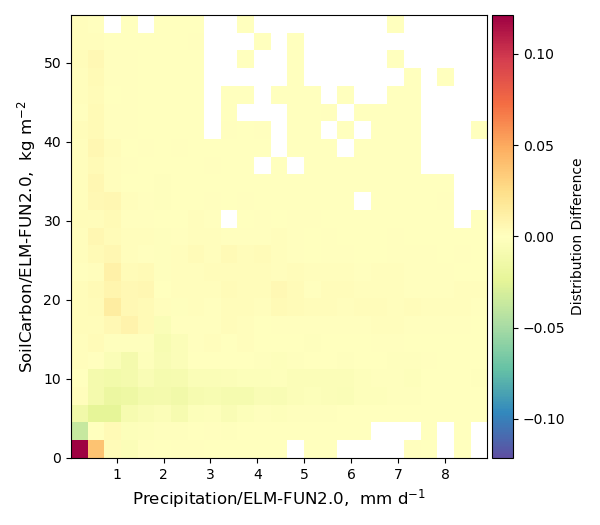 50
40
30
20
10
0
1 2 3 4 5 6 7 8
SoilCarbon/ELM-FUN2.0, kg m⁻²
Precipitation/ELM-FUN2.0, mm d⁻¹
0.10
0.05
0.00
−0.05
−0.10
Distribution Difference